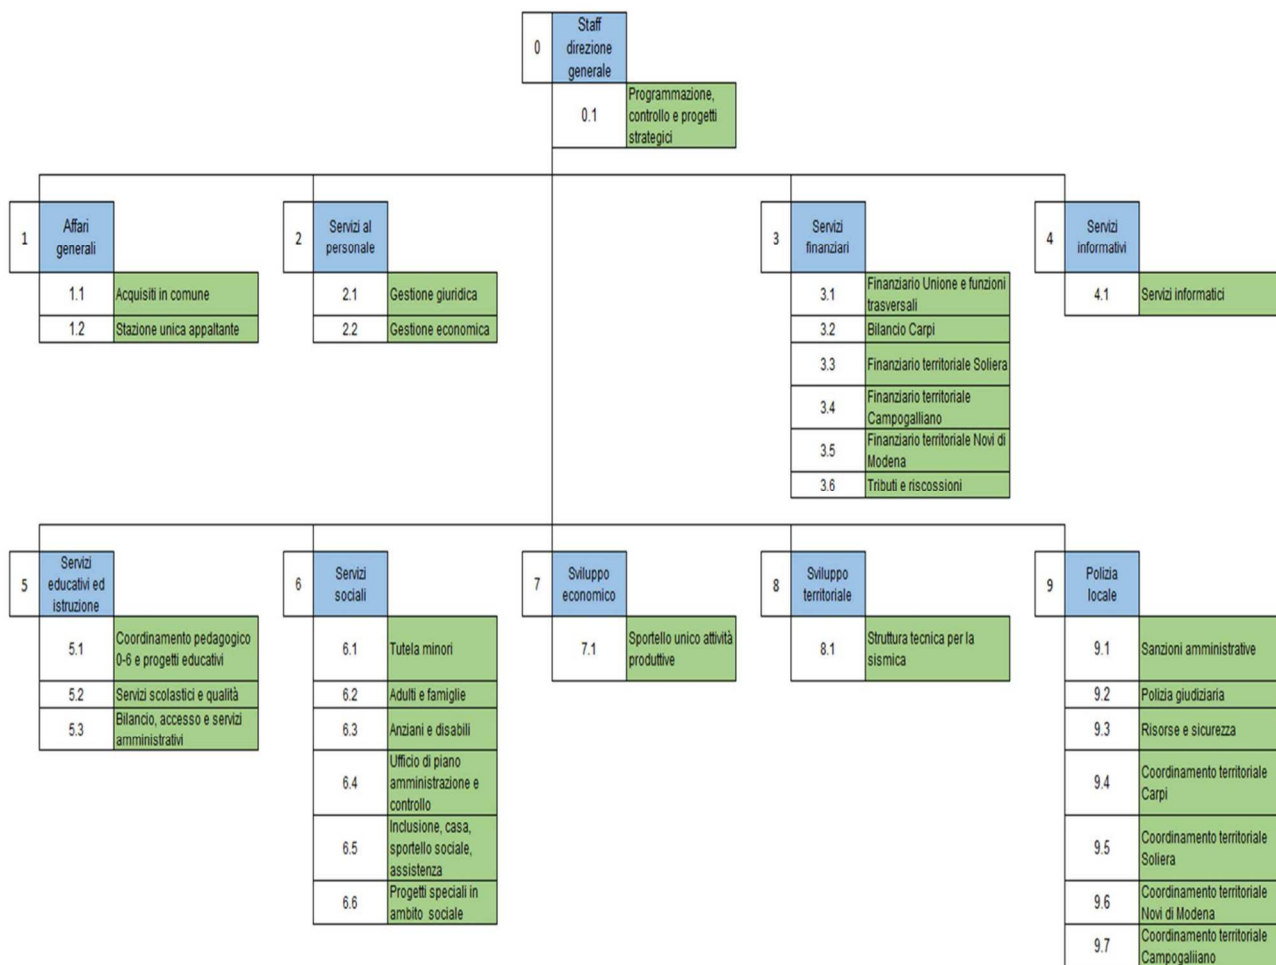 0
Staff
direzione
generale
0.1
Programmazione,
controllo e progetti
strategici
1
Affari
generali
1.1
Acquisiti in comune
1.2
Stazione unica appaltante
2
Servizi al
personale
2.1
Gestione giuridica
2.2
Gestione economica
3
Servizi
finanziari
3.1
Finanziario Unione e funzioni
trasversali
3.2
Bilancio Carpi
3.3
Finanziario territoriale Soliera
3.4
Finanziario territoriale
Campogalliano
3.5
Finanziario territoriale Novi di
Modena
3.6
Tributi e riscossioni
4
Servizi
informativi
4.1
Servizi informatici
5
Servizi
educativi ed
istruzione
5.1
Coordinamento pedagogico
0-6 e progetti educativi
5.2
Servizi scolastici e qualità
5.3
Bilancio, accesso e servizi
amministrativi
6
Servizi
sociali
6.1
Tutela minori
6.2
Adulti e famiglie
6.3
Anziani e disabili
6.4
Ufficio di piano
amministrazione e
controllo
6.5
Inclusione, casa,
sportello sociale,
assistenza
6.6
Progetti speciali in
ambito sociale
7
Sviluppo
economico
7.1
Sportello unico attività
produttive
8
Sviluppo
territoriale
8.1
Struttura tecnica per la
sismica
9
Polizia
locale
9.1
Sanzioni amministrative
9.2
Polizia giudiziaria
9.3
Risorse e sicurezza
9.4
Coordinamento territoriale
Carpi
9.5
Coordinamento territoriale
Soliera
9.6
Coordinamento territoriale
Novi di Modena
9.7
Coordinamento territoriale
Campogaliiano